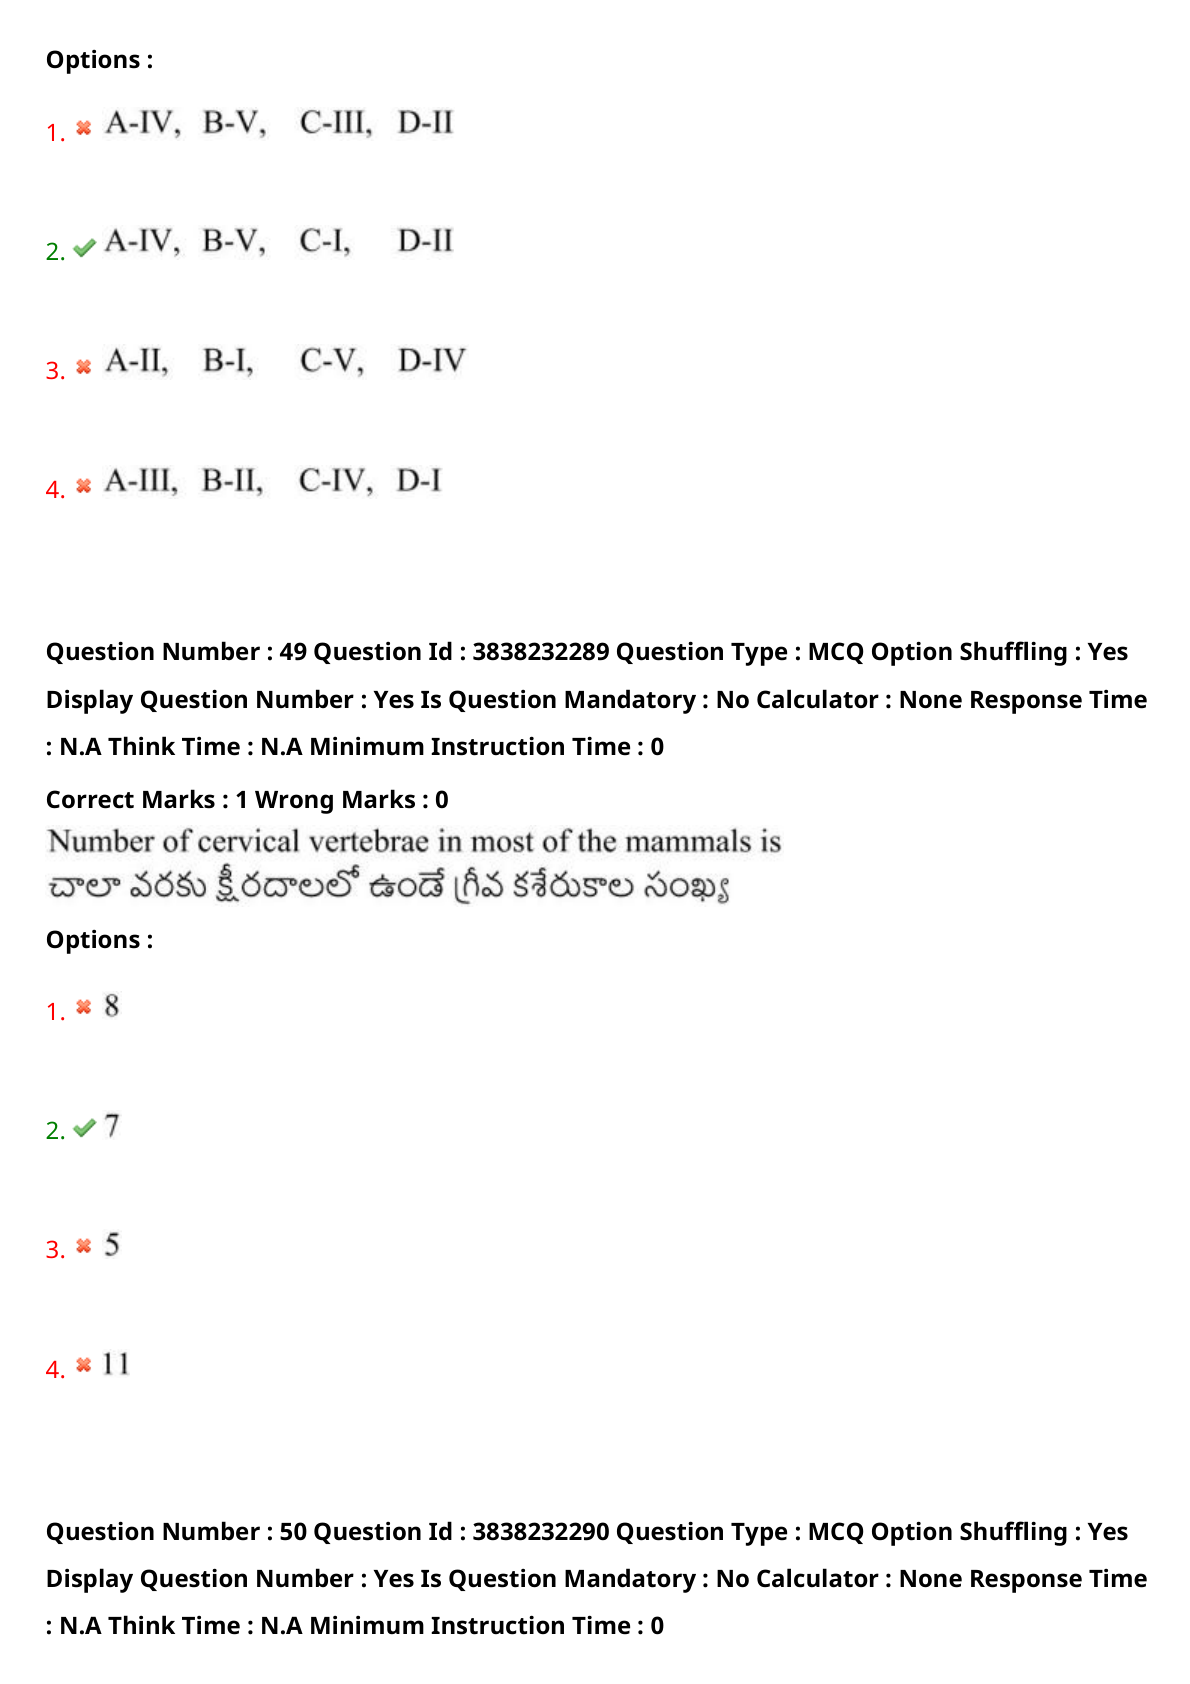 Options :
1. A-IV, B-V, C-III, D-II
2. A-IV, B-V, C-I, D-II
3. A-II, B-I, C-V, D-IV
4. A-III, B-II, C-IV, D-I
Question Number : 49 Question Id : 3838232289 Question Type : MCQ Option Shuffling : Yes
Display Question Number : Yes Is Question Mandatory : No Calculator : None Response Time
: N.A Think Time : N.A Minimum Instruction Time : 0
Correct Marks : 1 Wrong Marks : 0
Number of cervical vertebrae in most of the mammals is
చాలా వరకు క్షీరదాలలో ఉండే గ్రీవ కశేరుకాల సంఖ్య
Options :
1. 8
2. 7
3. 5
4. 11
Question Number : 50 Question Id : 3838232290 Question Type : MCQ Option Shuffling : Yes
Display Question Number : Yes Is Question Mandatory : No Calculator : None Response Time
: N.A Think Time : N.A Minimum Instruction Time : 0